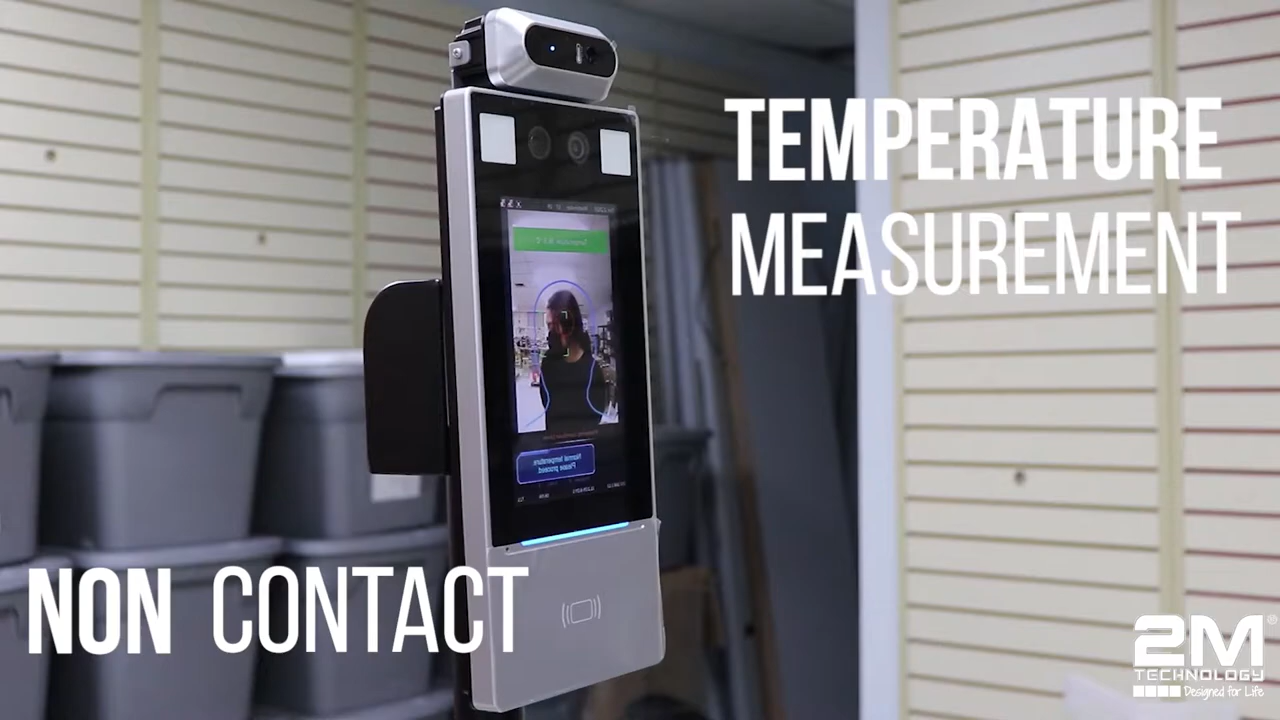 TEMPERATURE
MEASUREMENT
Normal temperature.
Please proceed.
NON CONTACT
2M
TECHNOLOGY
Designed for Life
®